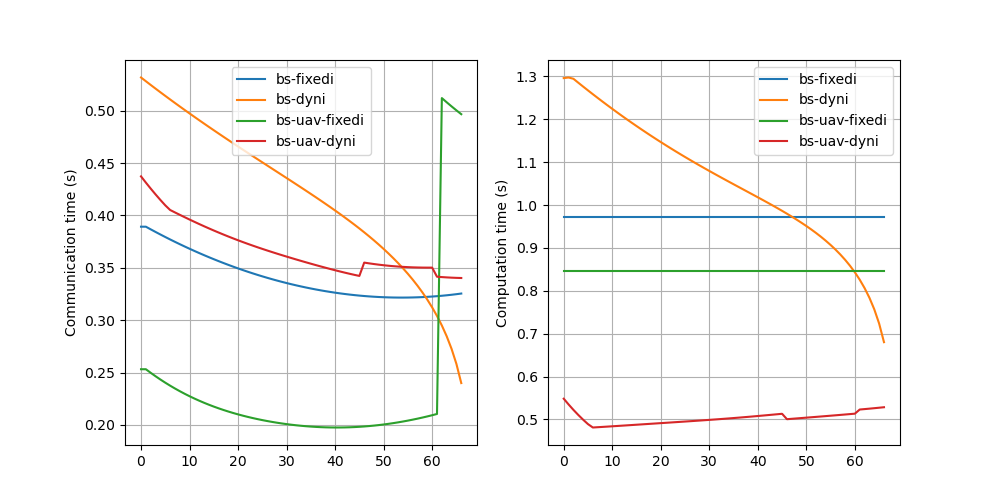 Communication time (s)
0.50
0.45
0.40
0.35
0.30
0.25
0.20
0 10 20 30 40 50 60
bs-fixedi
bs-dyni
bs-uav-fixedi
bs-uav-dyni
Computation time (s)
1.3
1.2
1.1
1.0
0.9
0.8
0.7
0.6
0.5
0 10 20 30 40 50 60
bs-fixedi
bs-dyni
bs-uav-fixedi
bs-uav-dyni